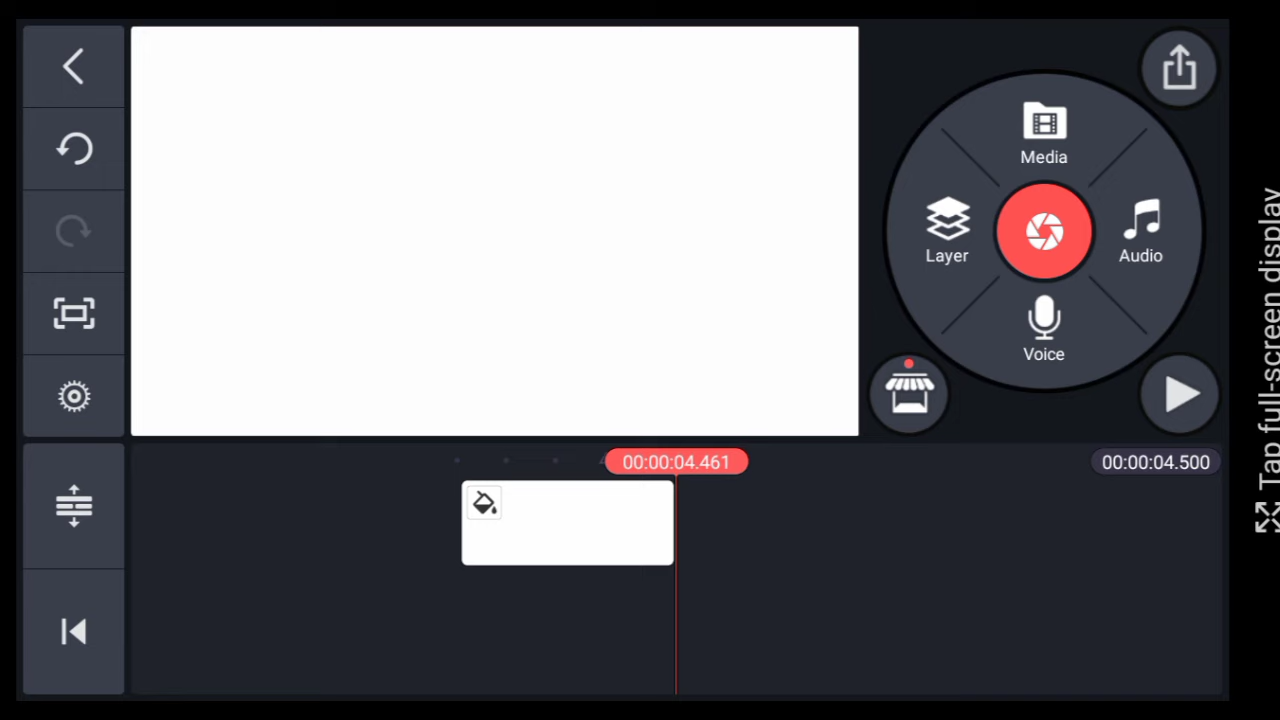 Media
Layer
Audio
Voice
00:00:04.461
00:00:04.500
Tap full-screen display